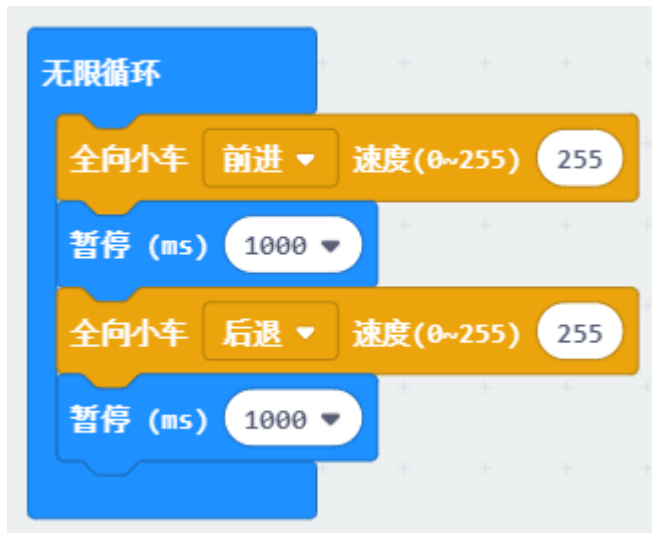 无限循环
全向小车 前进 速度(0~255) 255
暂停 (ms) 1000
全向小车 后退 速度(0~255) 255
暂停 (ms) 1000